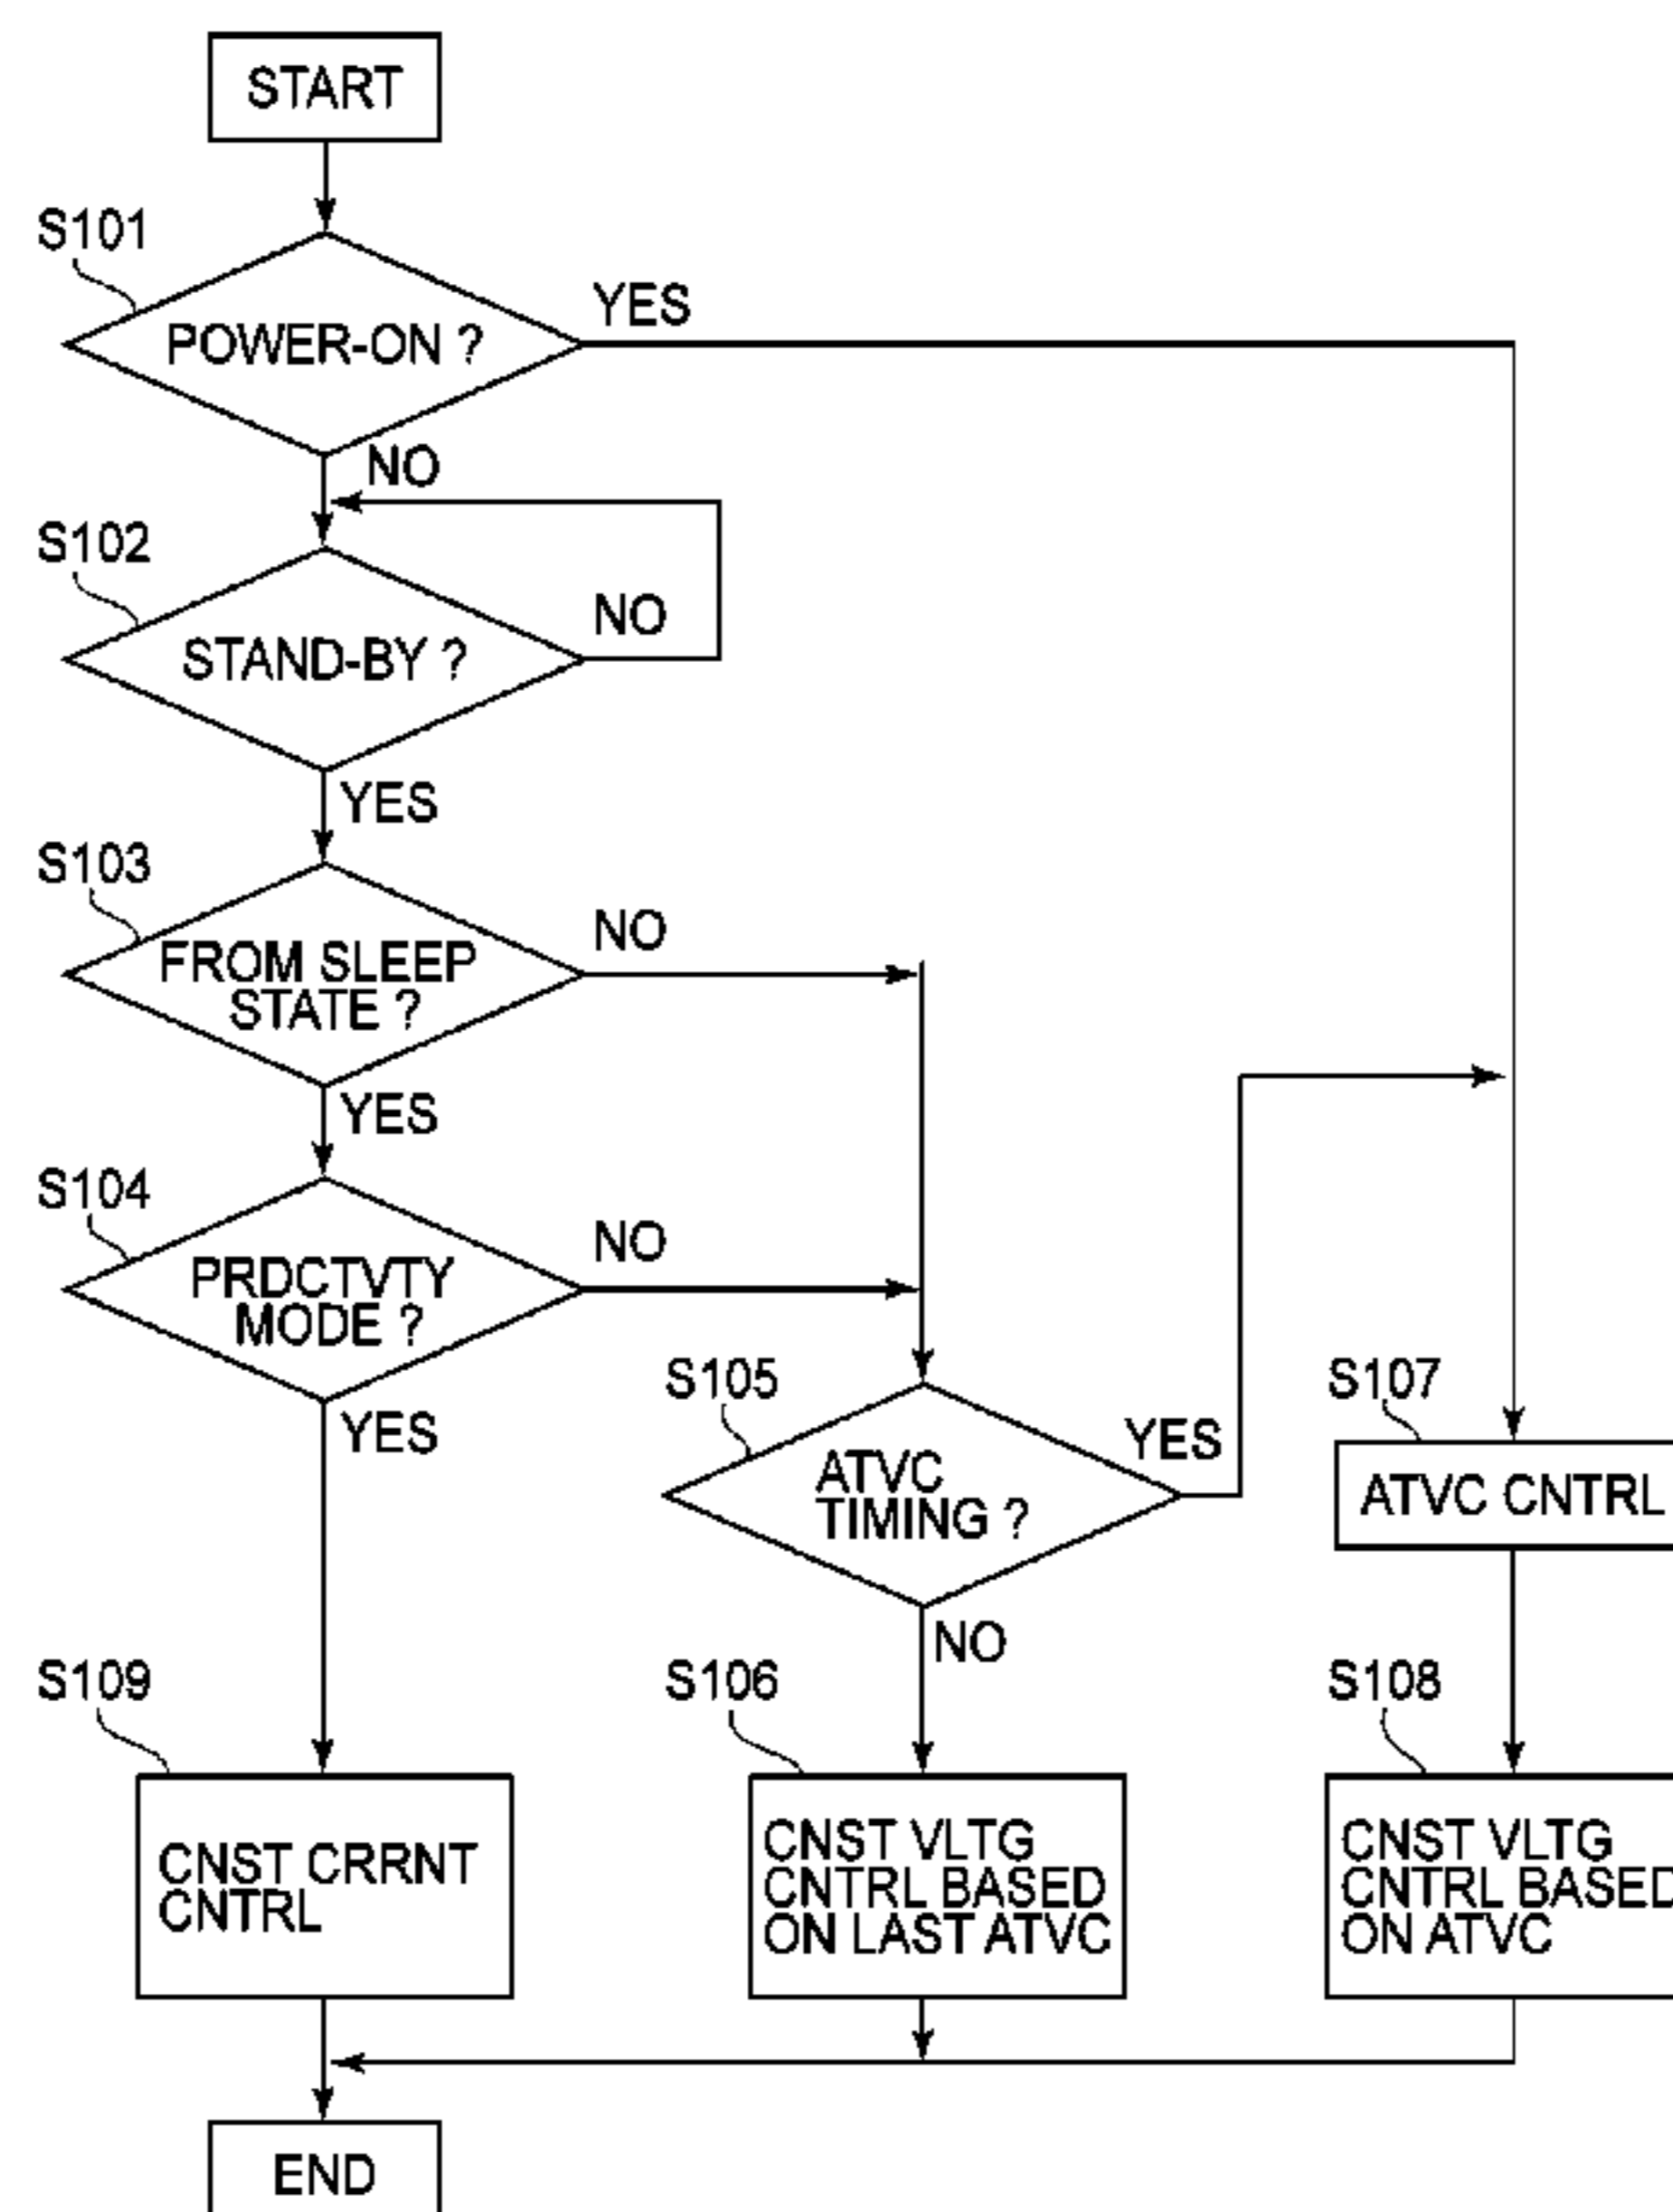 START
S101
POWER-ON ?
YES
NO
S102
STAND-BY ?
NO
YES
S103
FROM SLEEP
STATE ?
NO
YES
S104
PRDCTVTY
MODE ?
NO
YES
S105
ATVC
TIMING ?
YES
NO
S107
ATVC CNTRL
S109
CNST CRRNT
CNTRL
S106
CNST VLTG
CNTRL BASED
ON LAST ATVC
S108
CNST VLTG
CNTRL BASED
ON ATVC
END